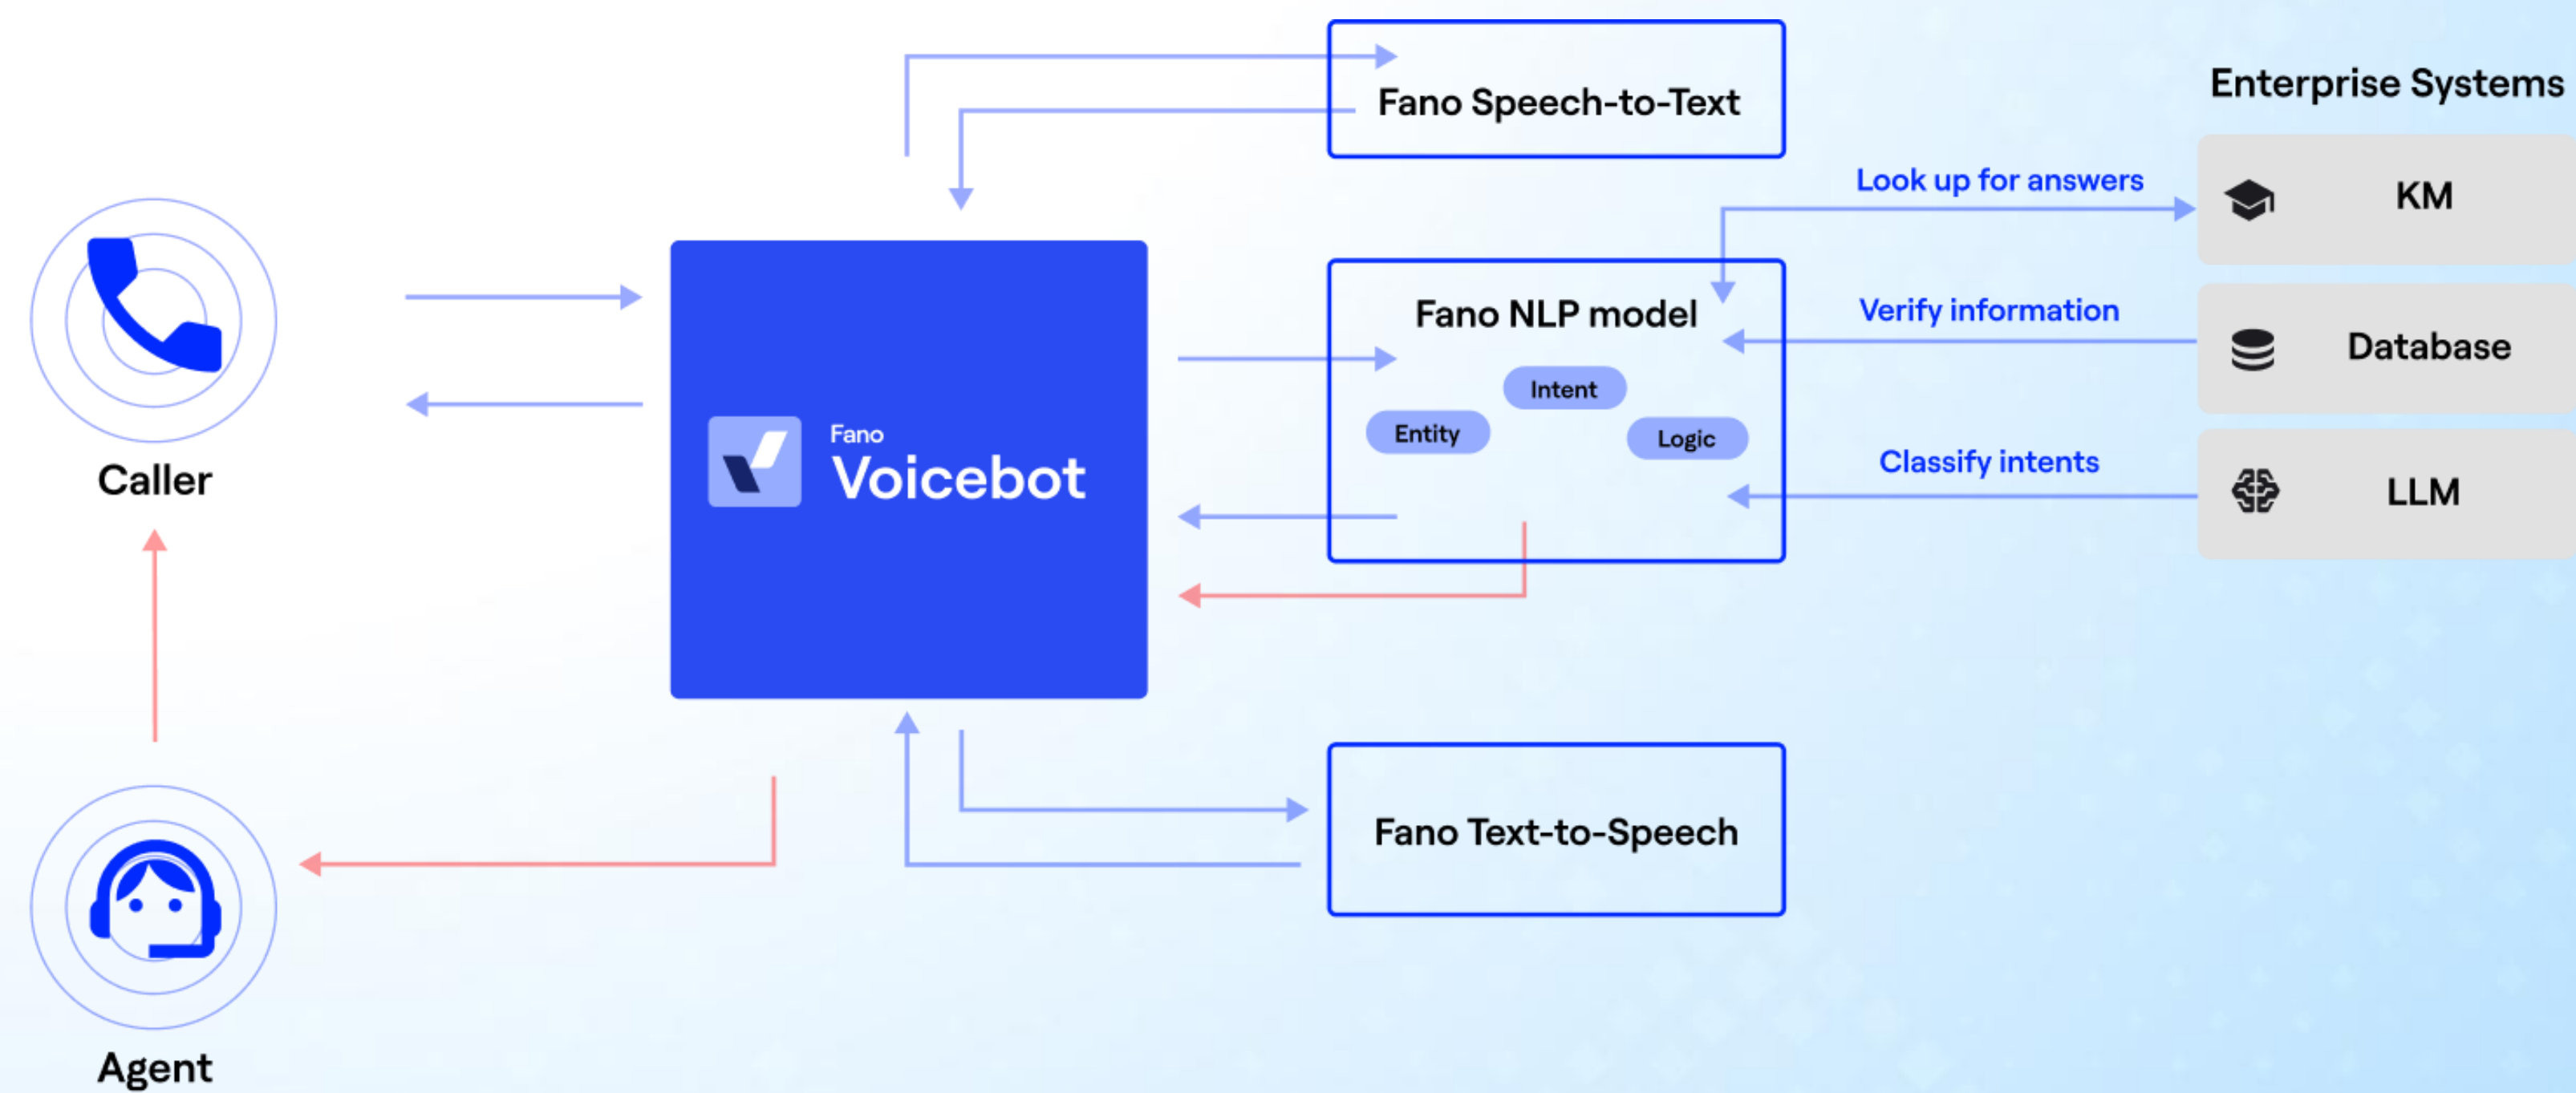 Fano Speech-to-Text
Enterprise Systems
Look up for answers
KM
Fano NLP model
Verify information
Database
Intent
Entity
Logic
Classify intents
LLM
Fano
Voicebot
Caller
Fano Text-to-Speech
Agent